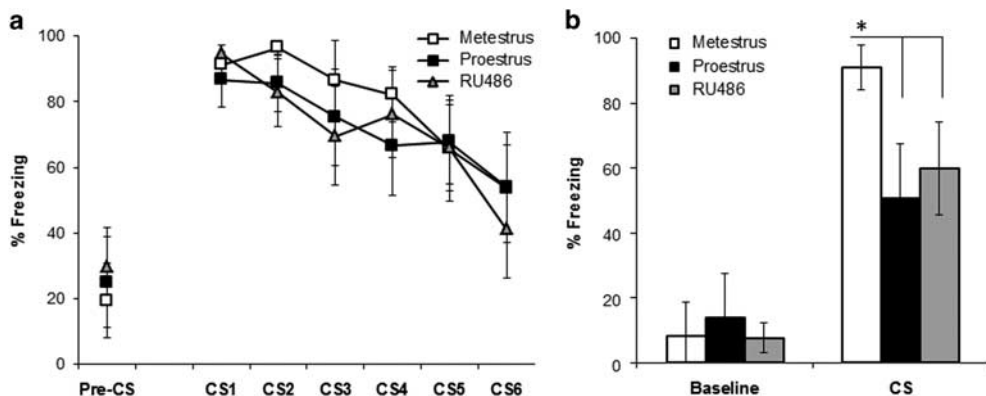 a
% Freezing
100
80
60
40
20
0
Metestrus
Proestrus
RU486
Pre-CS CS1 CS2 CS3 CS4 CS5 CS6
b
% Freezing
100
80
60
40
20
0
Metestrus
Proestrus
RU486
*
Baseline CS